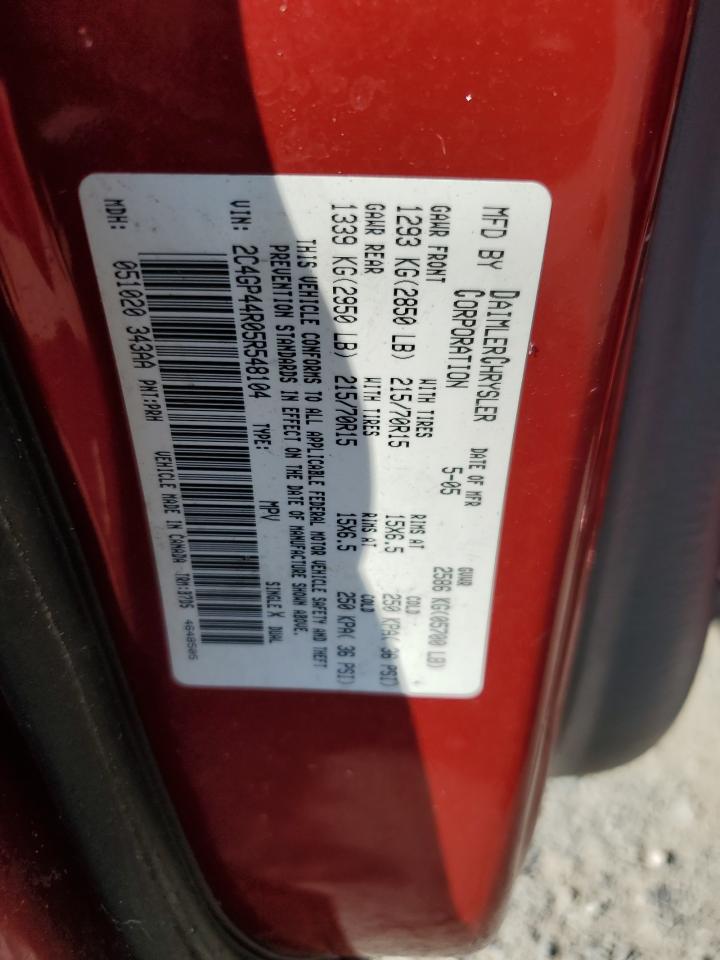 MFD BY DAIMLERCHRYSLER CORPORATION DATE OF MFR 5-05 GVWR 2586 KG(05700 LB)
GAWR FRONT WITH TIRES RIMS AT COLD
1293 KG(2850 LB) 215/70R15 15X6.5 250 KPA( 36 PSI)
GAWR REAR WITH TIRES RIMS AT COLD
1339 KG(2950 LB) 215/70R15 15X6.5 250 KPA( 36 PSI)
THIS VEHICLE CONFORMS TO ALL APPLICABLE FEDERAL MOTOR VEHICLE SAFETY AND THEFT
PREVENTION STANDARDS IN EFFECT ON THE DATE OF MANUFACTURE SHOWN ABOVE.
VIN: 2C4GP44R05R548104 TYPE: MPV SINGLE X DUAL
MDH: 051020 343AA PNT:PRH VEHICLE MADE IN CANADA TRM:B7D5 4648505